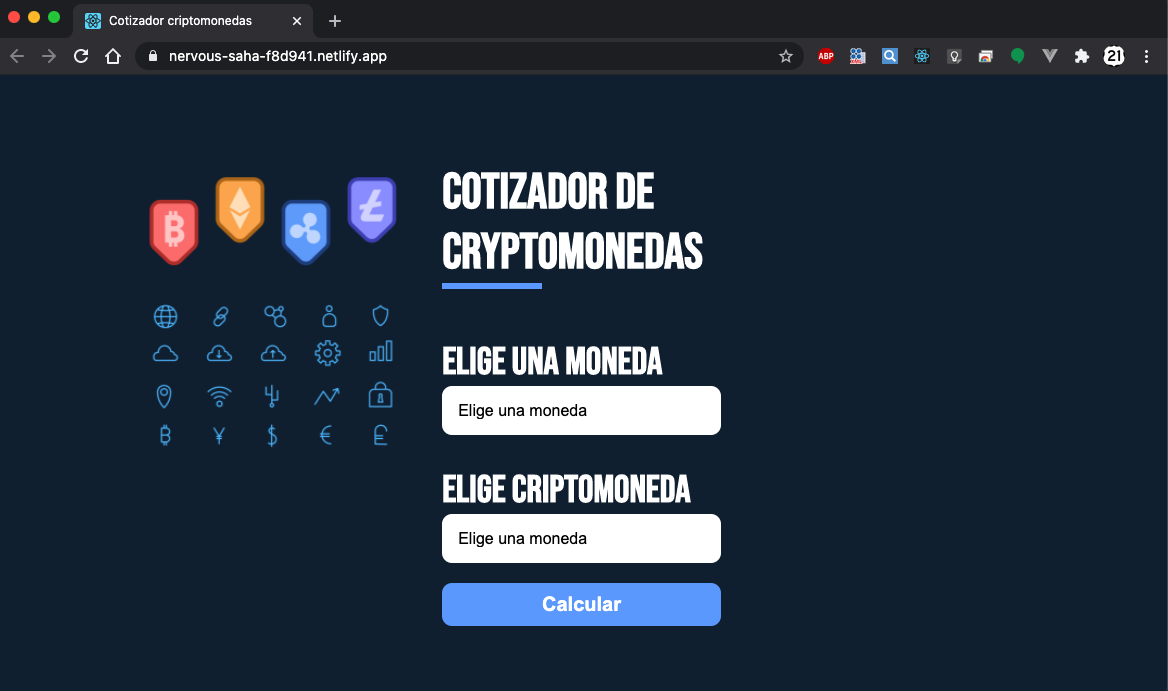 Cotizador criptomonedas
nervous-saha-f8d941.netlify.app
ABP
21
COTIZADOR DE
CRYPTOMONEDAS
ELIGE UNA MONEDA
Elige una moneda
ELIGE CRIPTOMONEDA
Elige una moneda
Calcular